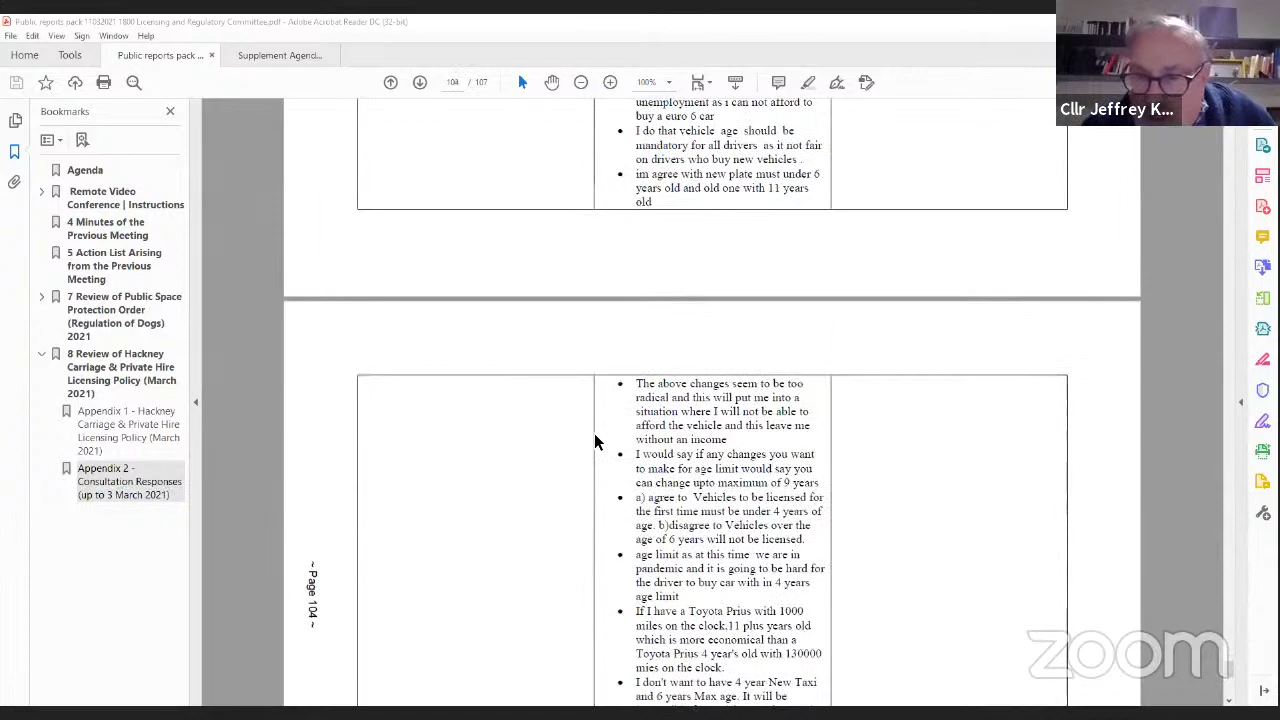 Public reports pack 11032021 1800 Licensing and Regulatory Committee.pdf - Adobe Acrobat Reader DC (32-bit)
File Edit View Sign Window Help
Home Tools Public reports pack ... × Supplement Agend...
104 / 107 100%
Cllr Jeffrey K...
Bookmarks
Agenda
Remote Video
Conference | Instructions
4 Minutes of the
Previous Meeting
5 Action List Arising
from the Previous
Meeting
7 Review of Public Space
Protection Order
(Regulation of Dogs)
2021
8 Review of Hackney
Carriage & Private Hire
Licensing Policy (March
2021)
Appendix 1 - Hackney
Carriage & Private Hire
Licensing Policy (March
2021)
Appendix 2 -
Consultation Responses
(up to 3 March 2021)
unemployment as i can not afford to
buy a euro 6 car
• I do that vehicle age should be
mandatory for all drivers as it not fair
on drivers who buy new vehicles .
• im agree with new plate must under 6
years old and old one with 11 years
old
• The above changes seem to be too
radical and this will put me into a
situation where I will not be able to
afford the vehicle and this leave me
without an income
• I would say if any changes you want
to make for age limit would say you
can change upto maximum of 9 years
• a) agree to Vehicles to be licensed for
the first time must be under 4 years of
age. b)disagree to Vehicles over the
age of 6 years will not be licensed.
• age limit as at this time we are in
pandemic and it is going to be hard for
the driver to buy car with in 4 years
age limit
• If I have a Toyota Prius with 1000
miles on the clock.11 plus years old
which is more economical than a
Toyota Prius 4 year's old with 130000
mies on the clock.
• I don't want to have 4 year New Taxi
and 6 years Max age. It will be
~ Page 104 ~
zoom